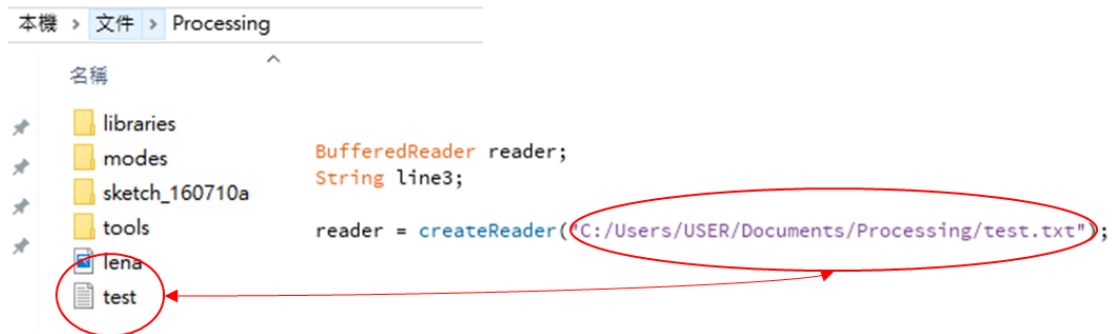 本機 > 文件 > Processing
名稱
libraries
modes
sketch_160710a
tools
lena
test
BufferedReader reader;
String line3;
reader = createReader("C:/Users/USER/Documents/Processing/test.txt");